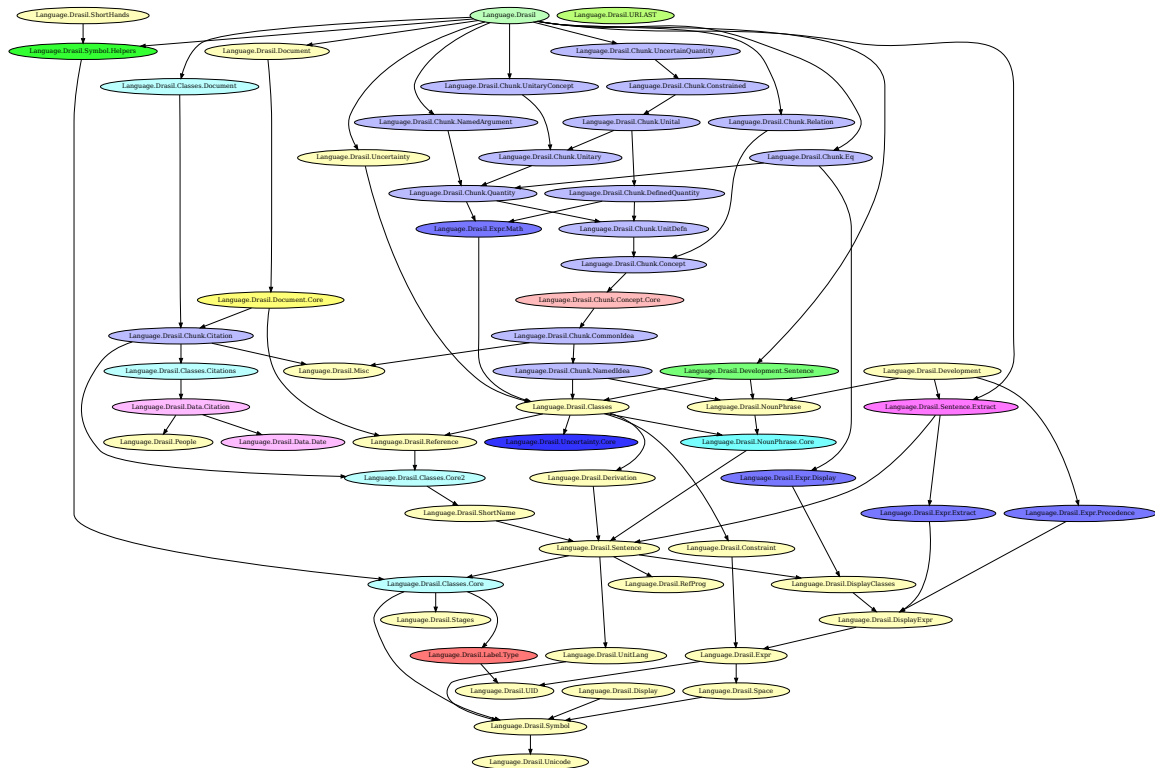 Language.Drasil.ShortHands
Language.Drasil
Language.Drasil.URLAST
Language.Drasil.Symbol.Helpers
Language.Drasil.Document
Language.Drasil.Chunk.UncertainQuantity
Language.Drasil.Classes.Document
Language.Drasil.Chunk.UnitaryConcept
Language.Drasil.Chunk.Constrained
Language.Drasil.Chunk.NamedArgument
Language.Drasil.Chunk.Unital
Language.Drasil.Chunk.Relation
Language.Drasil.Uncertainty
Language.Drasil.Chunk.Unitary
Language.Drasil.Chunk.Eq
Language.Drasil.Chunk.Quantity
Language.Drasil.Chunk.DefinedQuantity
Language.Drasil.Expr.Math
Language.Drasil.Chunk.UnitDefn
Language.Drasil.Chunk.Concept
Language.Drasil.Document.Core
Language.Drasil.Chunk.Concept.Core
Language.Drasil.Chunk.Citation
Language.Drasil.Chunk.CommonIdea
Language.Drasil.Classes.Citations
Language.Drasil.Misc
Language.Drasil.Chunk.NamedIdea
Language.Drasil.Development.Sentence
Language.Drasil.Development
Language.Drasil.Data.Citation
Language.Drasil.Classes
Language.Drasil.NounPhrase
Language.Drasil.Sentence.Extract
Language.Drasil.People
Language.Drasil.Data.Date
Language.Drasil.Reference
Language.Drasil.Uncertainty.Core
Language.Drasil.NounPhrase.Core
Language.Drasil.Classes.Core2
Language.Drasil.Derivation
Language.Drasil.Expr.Display
Language.Drasil.ShortName
Language.Drasil.Expr.Extract
Language.Drasil.Expr.Precedence
Language.Drasil.Sentence
Language.Drasil.Constraint
Language.Drasil.Classes.Core
Language.Drasil.RefProg
Language.Drasil.DisplayClasses
Language.Drasil.Stages
Language.Drasil.DisplayExpr
Language.Drasil.Label.Type
Language.Drasil.UnitLang
Language.Drasil.Expr
Language.Drasil.UID
Language.Drasil.Display
Language.Drasil.Space
Language.Drasil.Symbol
Language.Drasil.Unicode